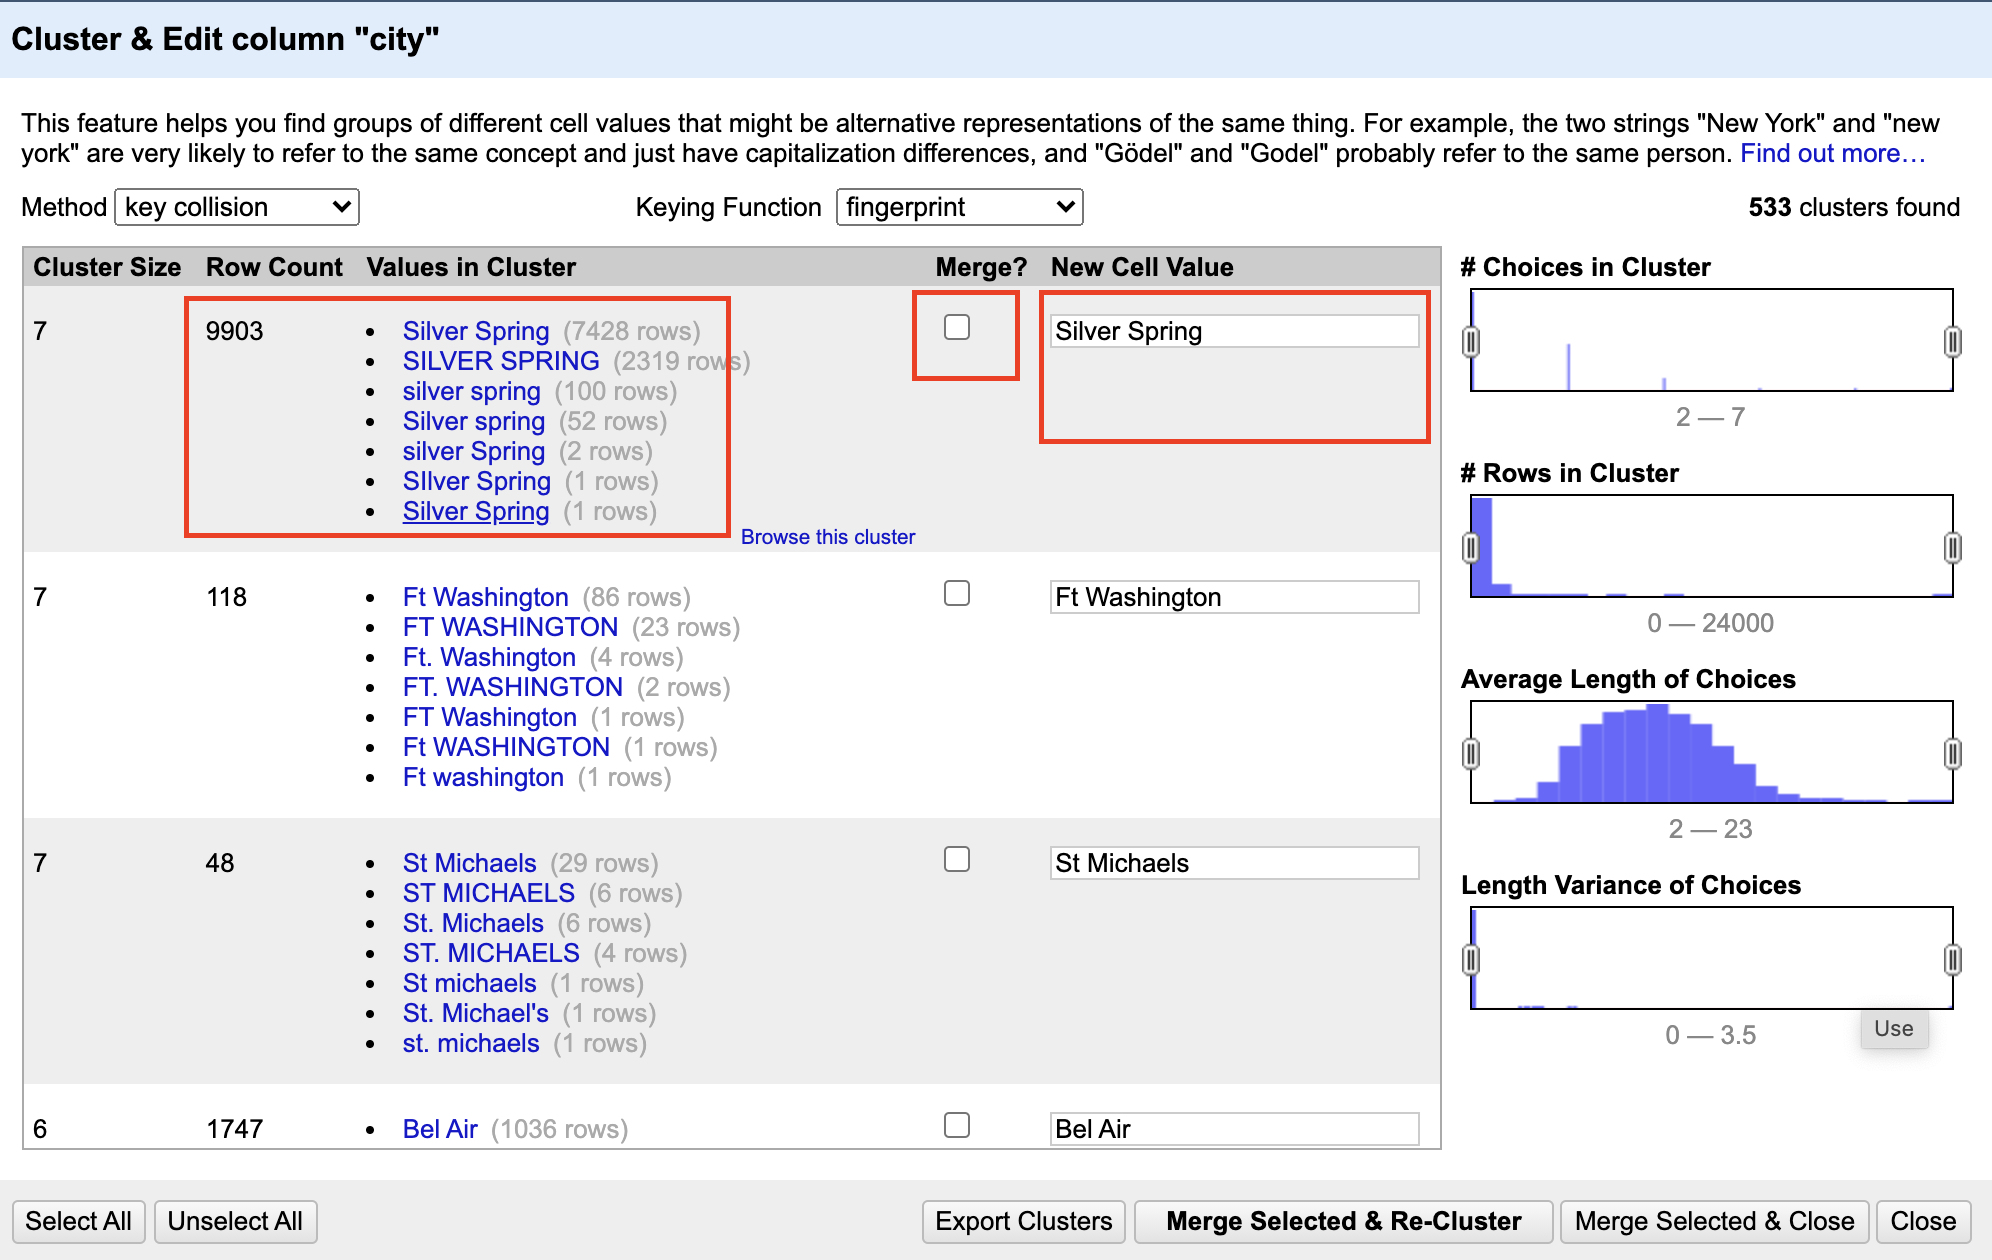 Cluster & Edit column "city"
This feature helps you find groups of different cell values that might be alternative representations of the same thing. For example, the two strings "New York" and "new
york" are very likely to refer to the same concept and just have capitalization differences, and "Gödel" and "Godel" probably refer to the same person. Find out more…
Method key collision Keying Function fingerprint 533 clusters found
Cluster Size Row Count Values in Cluster Merge? New Cell Value
7 9903 • Silver Spring (7428 rows) Silver Spring
• SILVER SPRING (2319 rows)
• silver spring (100 rows)
• Silver spring (52 rows)
• silver Spring (2 rows)
• SIlver Spring (1 rows)
• Silver Spring (1 rows)
Browse this cluster
7 118 • Ft Washington (86 rows) Ft Washington
• FT WASHINGTON (23 rows)
• Ft. Washington (4 rows)
• FT. WASHINGTON (2 rows)
• FT Washington (1 rows)
• Ft WASHINGTON (1 rows)
• Ft washington (1 rows)
7 48 • St Michaels (29 rows) St Michaels
• ST MICHAELS (6 rows)
• St. Michaels (6 rows)
• ST. MICHAELS (4 rows)
• St michaels (1 rows)
• St. Michael's (1 rows)
• st. michaels (1 rows)
6 1747 • Bel Air (1036 rows) Bel Air
# Choices in Cluster
2 — 7
# Rows in Cluster
0 — 24000
Average Length of Choices
2 — 23
Length Variance of Choices
0 — 3.5
Use
Select All Unselect All Export Clusters Merge Selected & Re-Cluster Merge Selected & Close Close